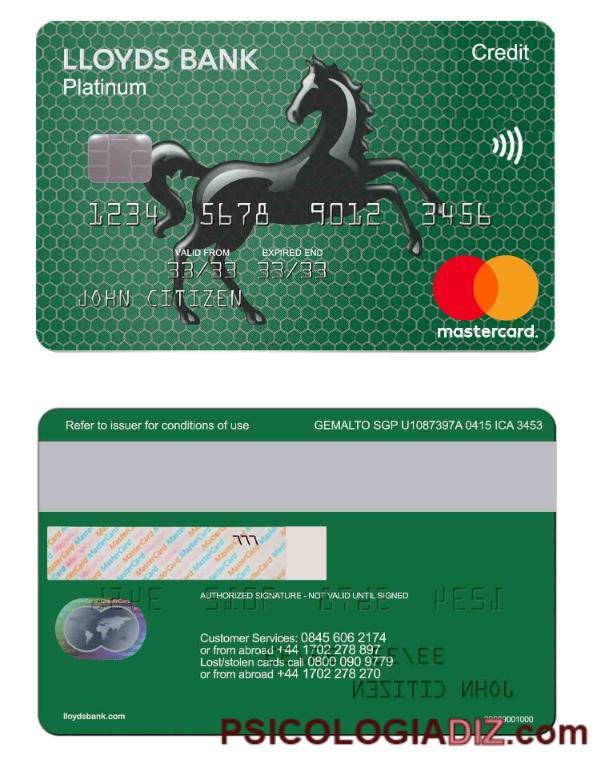 LLOYDS BANK
Credit
Platinum
1234 5678 9012 3456
VALID FROM EXPIRED END
33/33 33/33
JOHN CITIZEN
mastercard.
Refer to issuer for conditions of use
GEMALTO SGP U1087397A 0415 ICA 3453
777
AUTHORIZED SIGNATURE - NOT VALID UNTIL SIGNED
Customer Services: 0845 606 2174
or from abroad +44 1702 278 897
Lost/stolen cards call 0800 090 9779
or from abroad +44 1702 278 270
JOHN CITIZEN
lloydsbank.com
PSICOLOGIADIZ.com